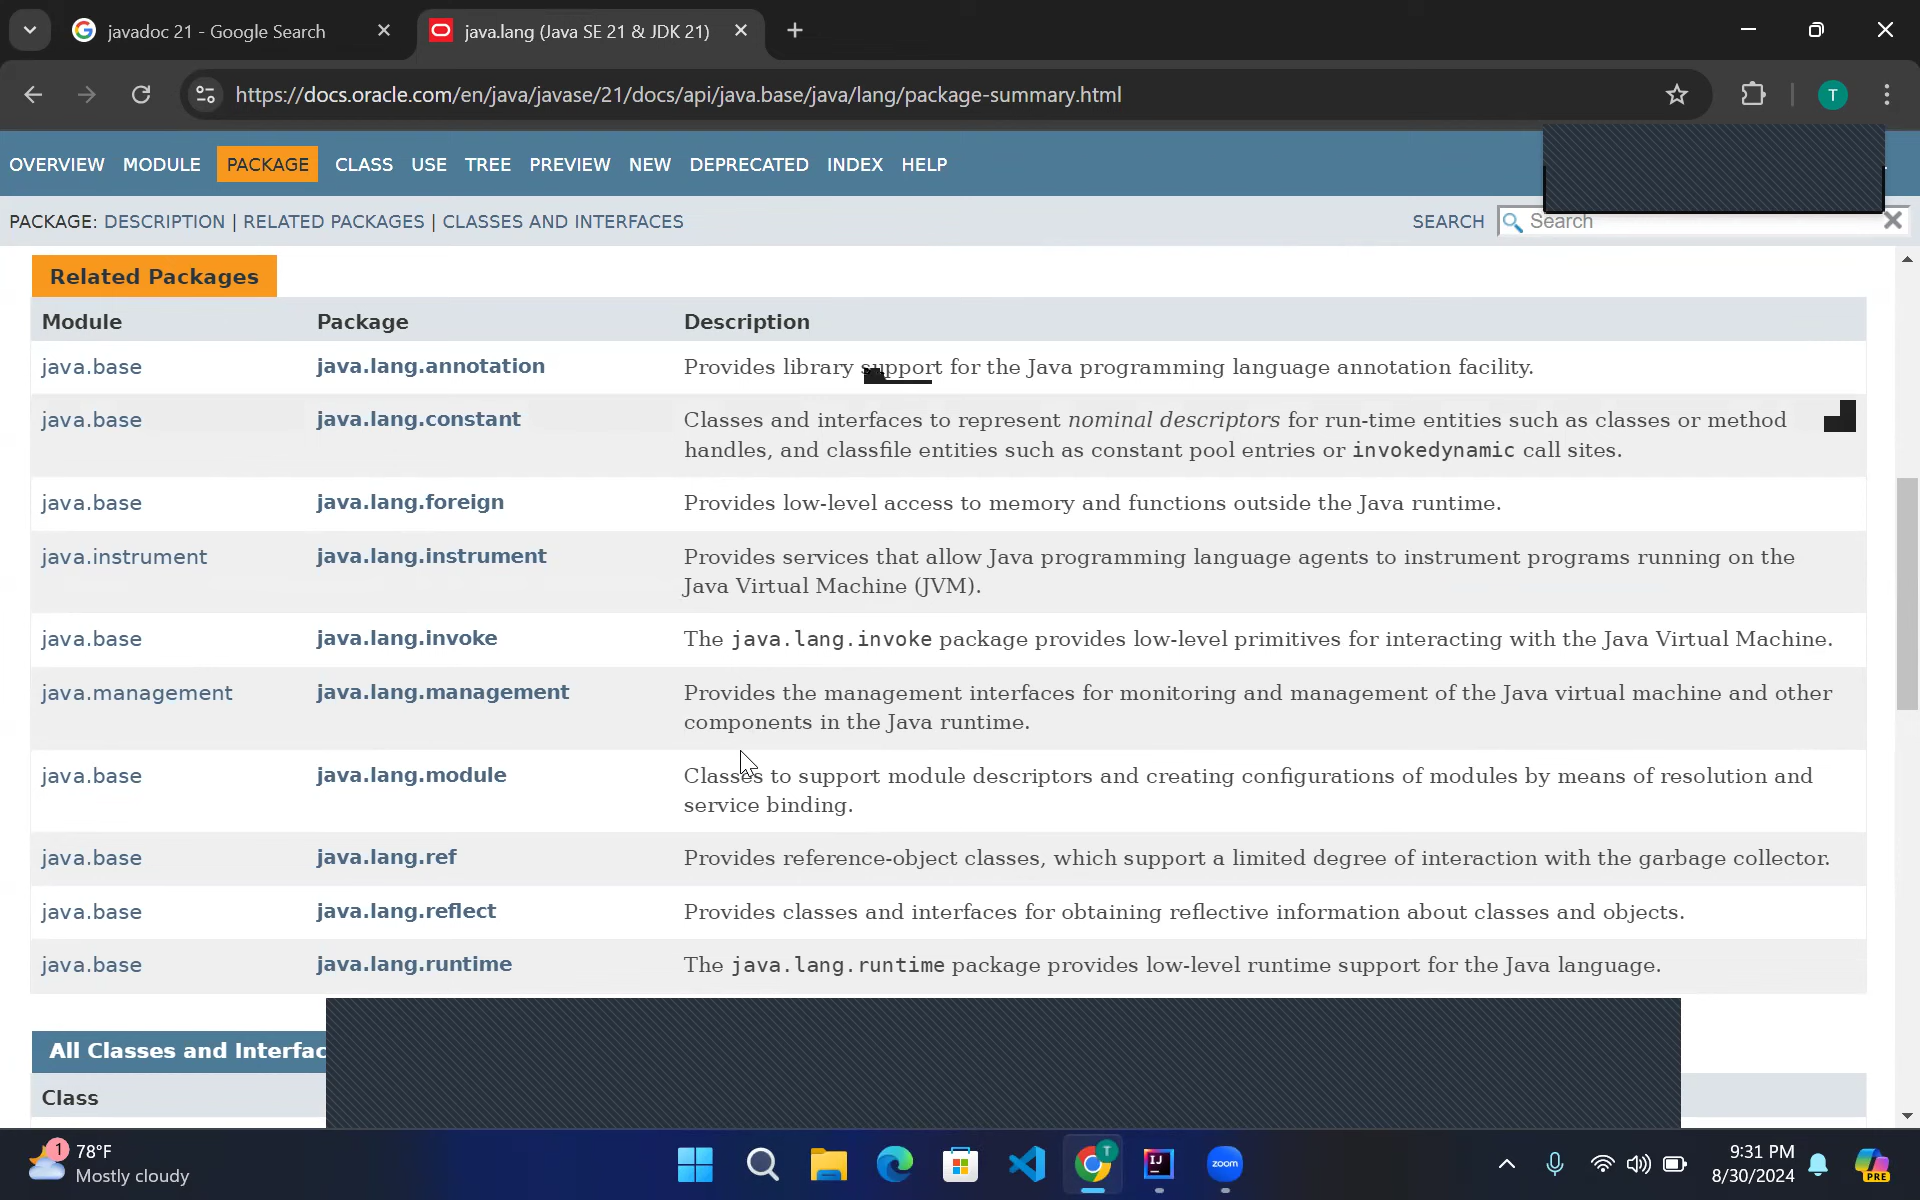 javadoc 21 - Google Search
java.lang (Java SE 21 & JDK 21)
https://docs.oracle.com/en/java/javase/21/docs/api/java.base/java/lang/package-summary.html
T
OVERVIEW MODULE PACKAGE CLASS USE TREE PREVIEW NEW DEPRECATED INDEX HELP
PACKAGE: DESCRIPTION | RELATED PACKAGES | CLASSES AND INTERFACES
SEARCH Search
Related Packages
Module Package Description
java.base java.lang.annotation Provides library support for the Java programming language annotation facility.
java.base java.lang.constant Classes and interfaces to represent nominal descriptors for run-time entities such as classes or method
handles, and classfile entities such as constant pool entries or invokedynamic call sites.
java.base java.lang.foreign Provides low-level access to memory and functions outside the Java runtime.
java.instrument java.lang.instrument Provides services that allow Java programming language agents to instrument programs running on the
Java Virtual Machine (JVM).
java.base java.lang.invoke The java.lang.invoke package provides low-level primitives for interacting with the Java Virtual Machine.
java.management java.lang.management Provides the management interfaces for monitoring and management of the Java virtual machine and other
components in the Java runtime.
java.base java.lang.module Classes to support module descriptors and creating configurations of modules by means of resolution and
service binding.
java.base java.lang.ref Provides reference-object classes, which support a limited degree of interaction with the garbage collector.
java.base java.lang.reflect Provides classes and interfaces for obtaining reflective information about classes and objects.
java.base java.lang.runtime The java.lang.runtime package provides low-level runtime support for the Java language.
All Classes and Interfac
Class
1
78°F
Mostly cloudy
T
IJ
zoom
9:31 PM
8/30/2024
PRE